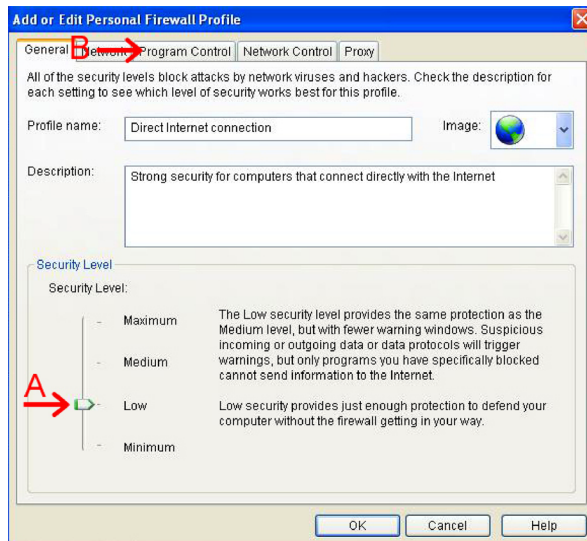 Add or Edit Personal Firewall Profile
General Network Program Control Network Control Proxy
B
All of the security levels block attacks by network viruses and hackers. Check the description for
each setting to see which level of security works best for this profile.
Profile name: Direct Internet connection Image:
Description: Strong security for computers that connect directly with the Internet
Security Level
Security Level:
Maximum
Medium
A
Low
Minimum
The Low security level provides the same protection as the
Medium level, but with fewer warning windows. Suspicious
incoming or outgoing data or data protocols will trigger
warnings, but only programs you have specifically blocked
cannot send information to the Internet.
Low security provides just enough protection to defend your
computer without the firewall getting in your way.
OK Cancel Help